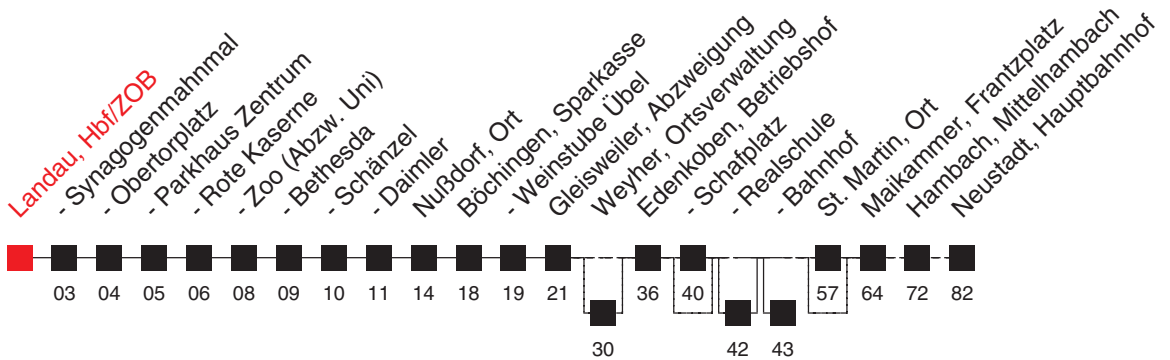 Landau, Hbf/ZOB
- Synagogenmahnmal
- Obertorplatz
- Parkhaus Zentrum
- Rote Kaserne
- Zoo (Abzw. Uni)
- Bethesda
- Schänzel
- Daimler
Nußdorf, Ort
Böchingen, Sparkasse
- Weinstube Übel
Gleisweiler, Abzweigung
Weyher, Ortsverwaltung
Edenkoben, Betriebshof
- Schafplatz
- Realschule
- Bahnhof
St. Martin, Ort
Maikammer, Frantzplatz
Hambach, Mittelhambach
Neustadt, Hauptbahnhof
03 04 05 06 08 09 10 11 14 18 19 21 36 40 57 64 72 82
30 42 43